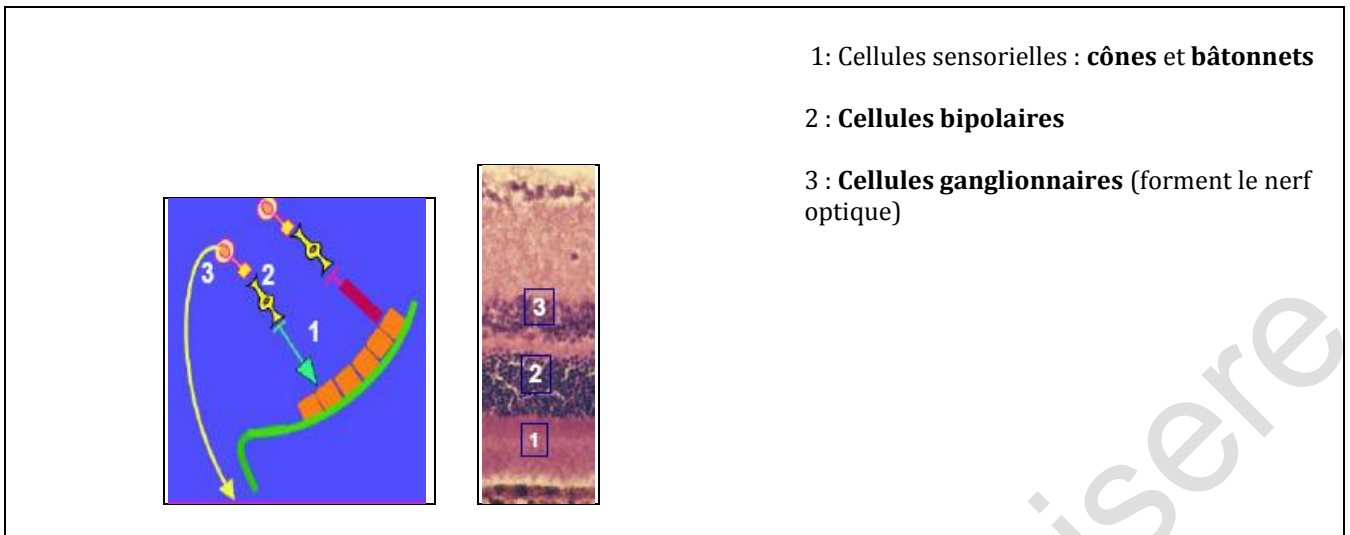 1: Cellules sensorielles : cônes et bâtonnets
2 : Cellules bipolaires
3 : Cellules ganglionnaires (forment le nerf
optique)
3
2
1
3
2
1
isere